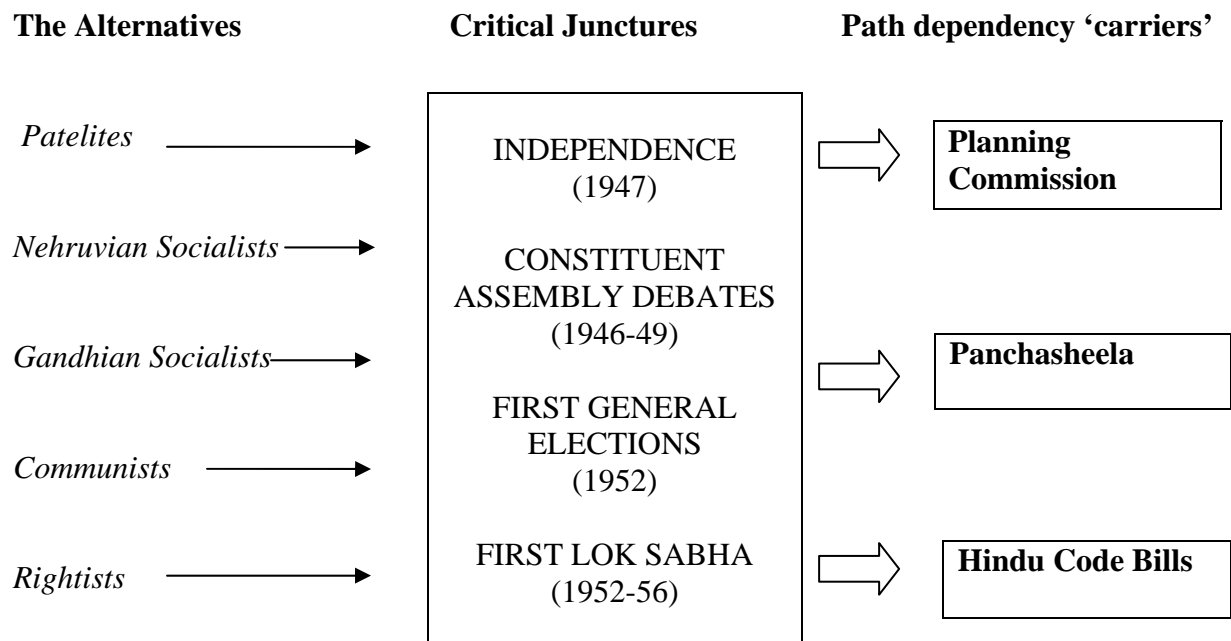 The Alternatives
Critical Junctures
Path dependency ‘carriers’
Patelites
Nehruvian Socialists
Gandhian Socialists
Communists
Rightists
INDEPENDENCE
(1947)
CONSTITUENT
ASSEMBLY DEBATES
(1946-49)
FIRST GENERAL
ELECTIONS
(1952)
FIRST LOK SABHA
(1952-56)
Planning
Commission
Panchasheela
Hindu Code Bills